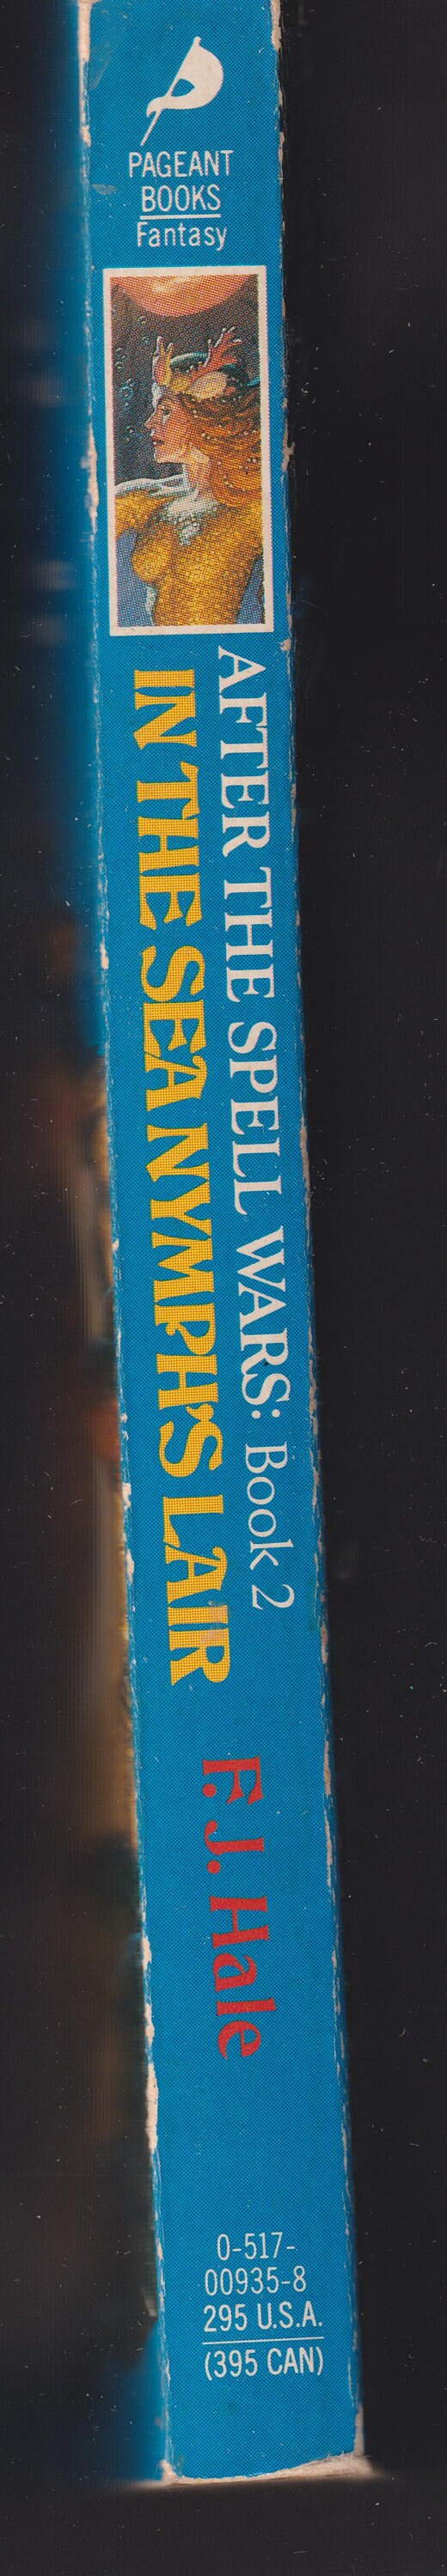 PAGEANT
BOOKS
Fantasy
AFTER THE SPELL WARS: Book 2
IN THE SEA NYMPH'S LAIR
F.J. Hale
0-517-
00935-8
295 U.S.A.
(395 CAN)